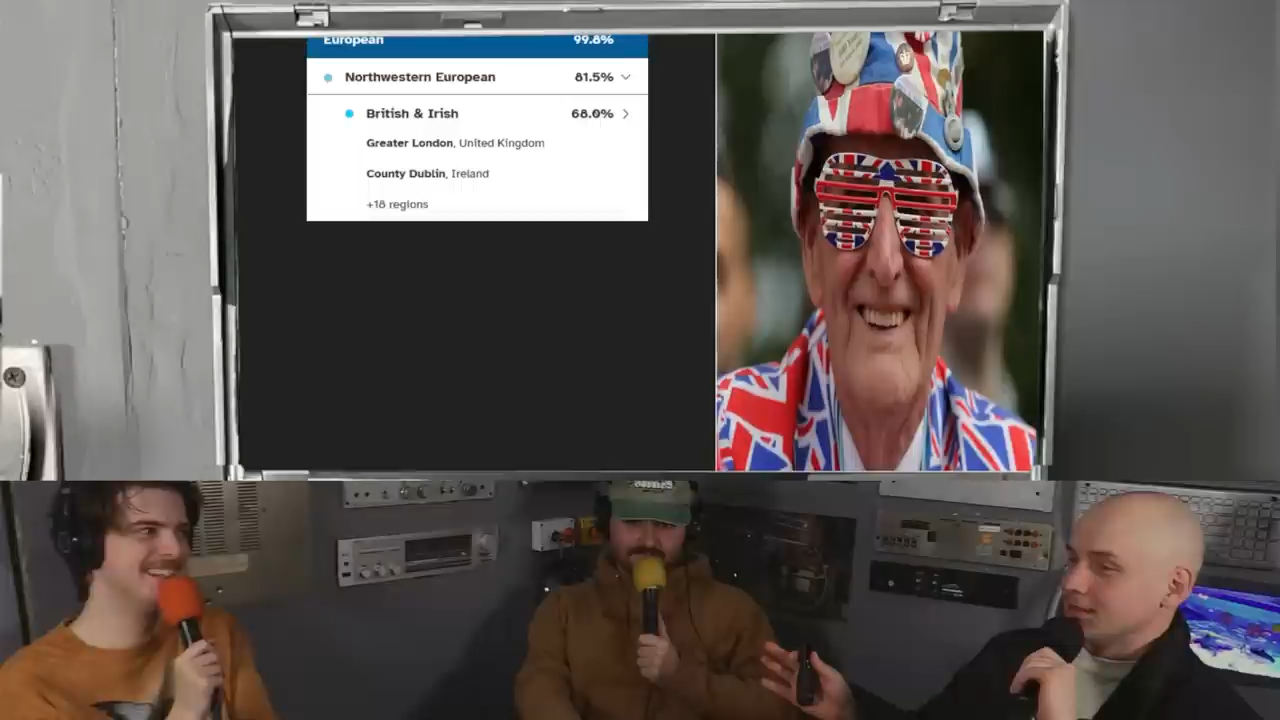 European 99.8%
Northwestern European 81.5%
British & Irish 68.0%
Greater London, United Kingdom
County Dublin, Ireland
+18 regions